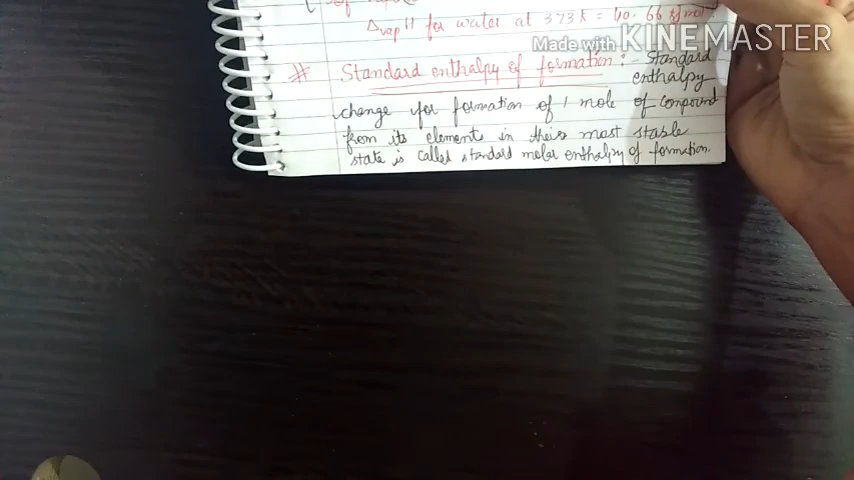 Δvap H for water at 373 K = 40.66 kJ mol
Made with KINEMASTER
* Standard enthalpy of formation :- Standard
enthalpy
change for formation of 1 mole of compound
from its elements in their most stable
state is called standard molar enthalpy of formation.